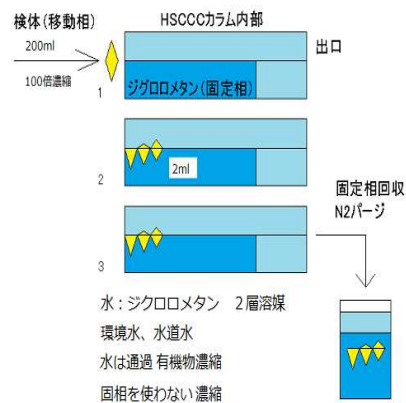 検体(移動相)
200ml
100倍濃縮
HSCCCカラム内部
出口
1
ジグロロメタン(固定相)
2
2ml
3
固定相回収
N2パージ
水:ジクロロメタン 2層溶媒
環境水、水道水
水は通過 有機物濃縮
固相を使わない 濃縮